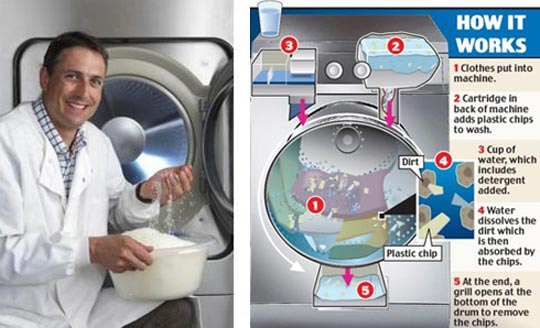 HOW IT
WORKS
1 Clothes put into
machine.
2 Cartridge in
back of machine
adds plastic chips
to wash.
3 Cup of
water, which
includes
detergent
added.
4 Water
dissolves the
dirt which
is then
absorbed by
the chips.
5 At the end, a
grill opens at the
bottom of the
drum to remove
the chips.
3
2
1
4
5
Dirt
Plastic chip